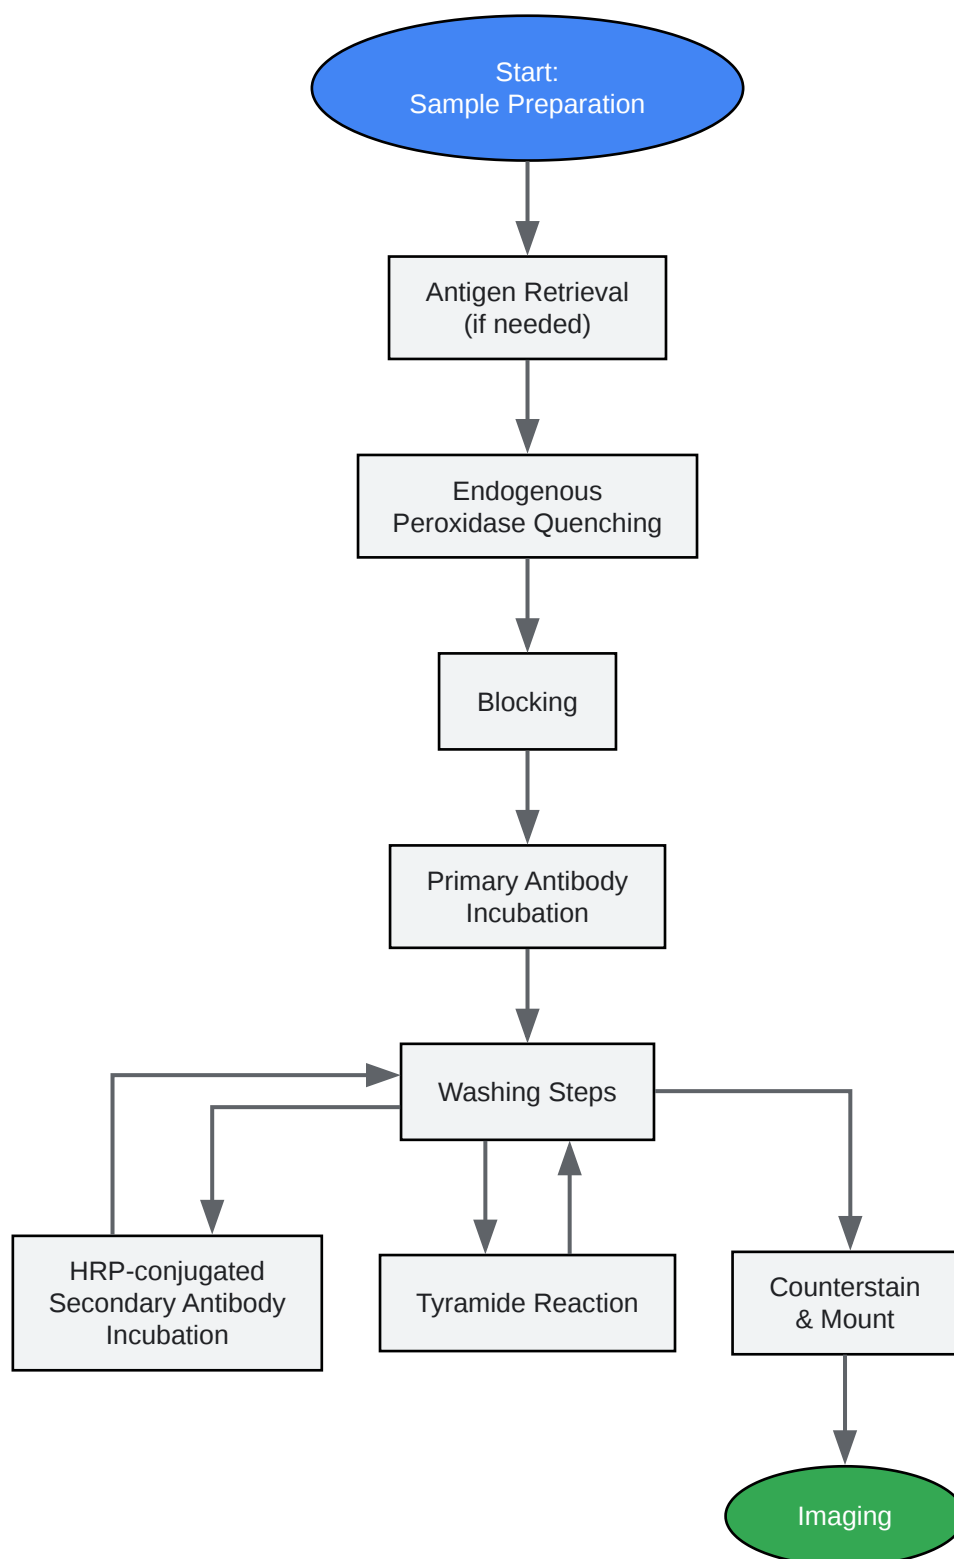 Start:
Sample Preparation
Antigen Retrieval
(if needed)
Endogenous
Peroxidase Quenching
Blocking
Primary Antibody
Incubation
Washing Steps
HRP-conjugated
Secondary Antibody
Incubation
Tyramide Reaction
Counterstain
& Mount
Imaging